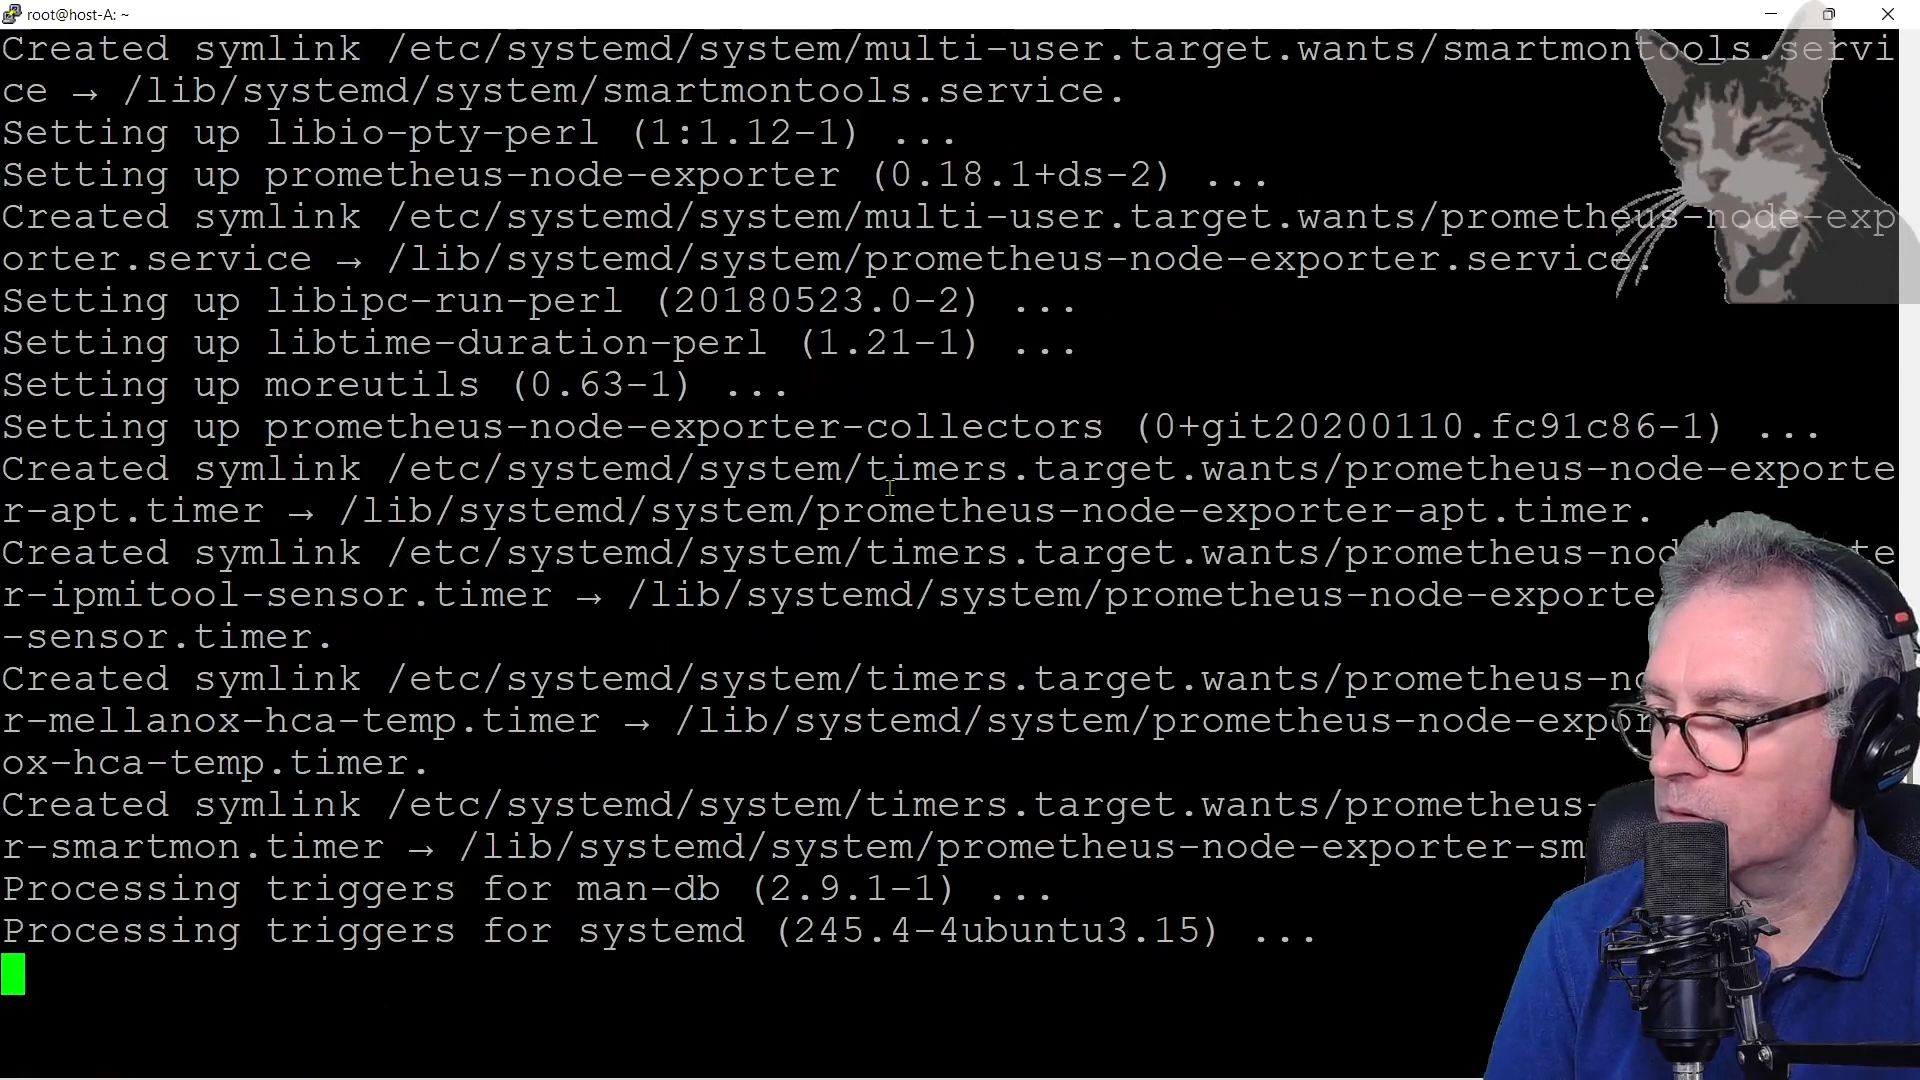 root@host-A: ~
Created symlink /etc/systemd/system/multi-user.target.wants/smartmontools.servi
ce → /lib/systemd/system/smartmontools.service.
Setting up libio-pty-perl (1:1.12-1) ...
Setting up prometheus-node-exporter (0.18.1+ds-2) ...
Created symlink /etc/systemd/system/multi-user.target.wants/prometheus-node-exp
orter.service → /lib/systemd/system/prometheus-node-exporter.service.
Setting up libipc-run-perl (20180523.0-2) ...
Setting up libtime-duration-perl (1.21-1) ...
Setting up moreutils (0.63-1) ...
Setting up prometheus-node-exporter-collectors (0+git20200110.fc91c86-1) ...
Created symlink /etc/systemd/system/timers.target.wants/prometheus-node-exporte
r-apt.timer → /lib/systemd/system/prometheus-node-exporter-apt.timer.
Created symlink /etc/systemd/system/timers.target.wants/prometheus-no te
r-ipmitool-sensor.timer → /lib/systemd/system/prometheus-node-exporte
-sensor.timer.
Created symlink /etc/systemd/system/timers.target.wants/prometheus-no
r-mellanox-hca-temp.timer → /lib/systemd/system/prometheus-node-expor
ox-hca-temp.timer.
Created symlink /etc/systemd/system/timers.target.wants/prometheus-
r-smartmon.timer → /lib/systemd/system/prometheus-node-exporter-sm
Processing triggers for man-db (2.9.1-1) ...
Processing triggers for systemd (245.4-4ubuntu3.15) ...